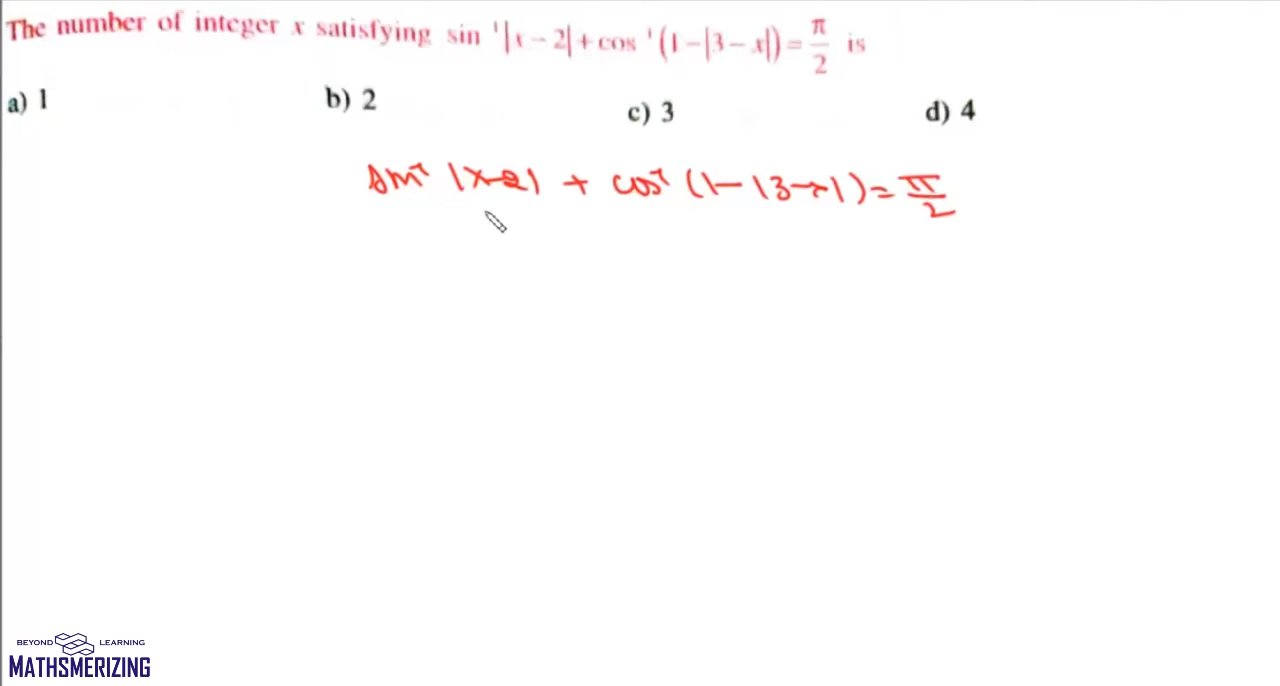 The number of integer x satisfying sin⁻¹|x − 2| + cos⁻¹(1 − |3 − x|) = π/2 is
a) 1 b) 2 c) 3 d) 4
sin⁻¹ |x−2| + cos⁻¹ (1 − |3−x|) = π/2
BEYOND LEARNING
MATHSMERIZING